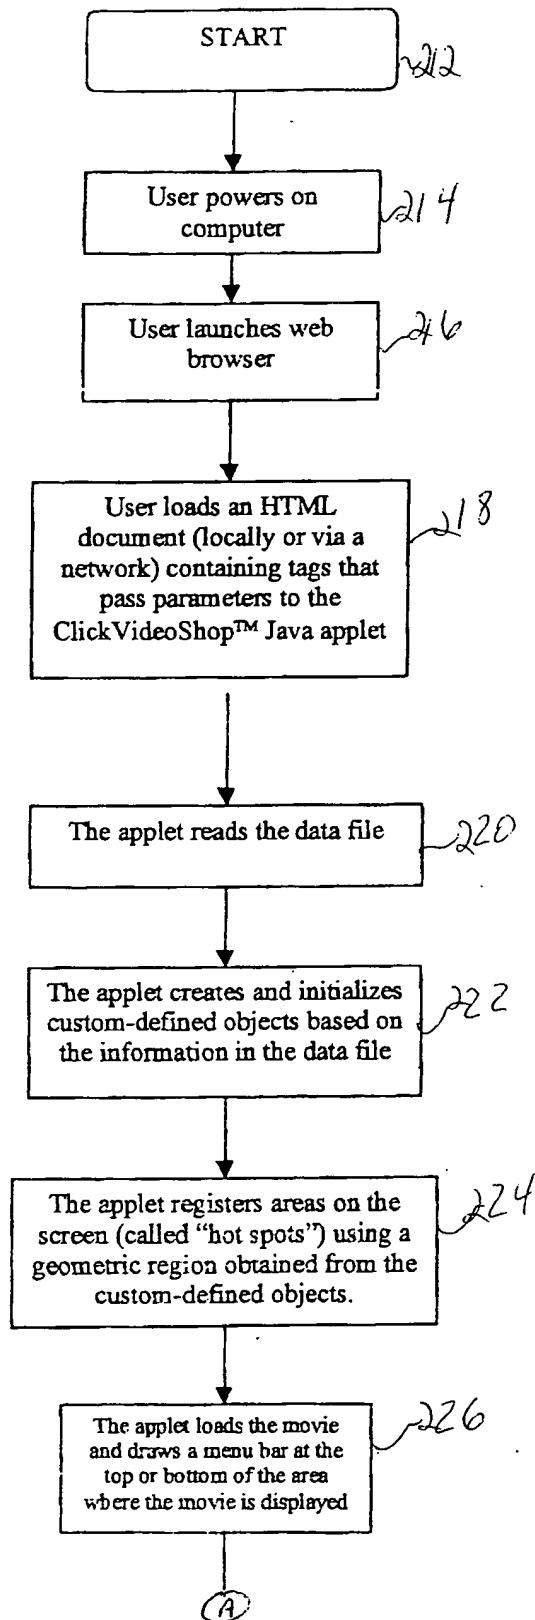 START
212
User powers on
computer
214
User launches web
browser
216
User loads an HTML
document (locally or via a
network) containing tags that
pass parameters to the
ClickVideoShop™ Java applet
218
The applet reads the data file
220
The applet creates and initializes
custom-defined objects based on
the information in the data file
222
The applet registers areas on the
screen (called “hot spots”) using a
geometric region obtained from the
custom-defined objects.
224
The applet loads the movie
and draws a menu bar at the
top or bottom of the area
where the movie is displayed
226
A